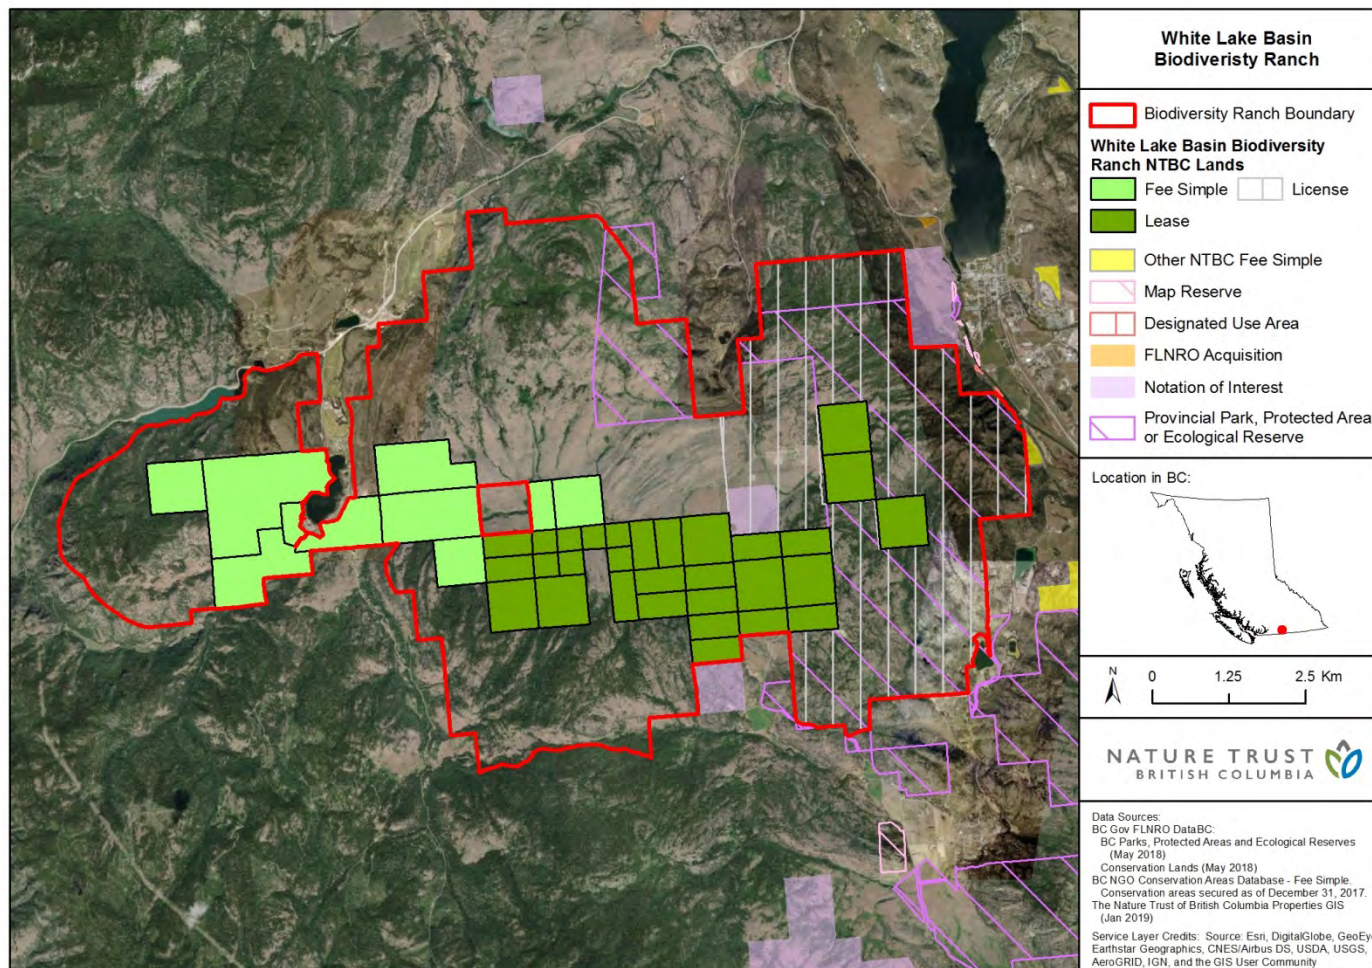 White Lake Basin
Biodiveristy Ranch
Biodiversity Ranch Boundary
White Lake Basin Biodiversity
Ranch NTBC Lands
Fee Simple
License
Lease
Other NTBC Fee Simple
Map Reserve
Designated Use Area
FLNRO Acquisition
Notation of Interest
Provincial Park, Protected Area
or Ecological Reserve
Location in BC:
N
0 1.25 2.5 Km
NATURE TRUST
BRITISH COLUMBIA
Data Sources:
BC Gov FLNRO DataBC:
BC Parks, Protected Areas and Ecological Reserves
(May 2018)
Conservation Lands (May 2018)
BC NGO Conservation Areas Database - Fee Simple.
Conservation areas secured as of December 31, 2017.
The Nature Trust of British Columbia Properties GIS
(Jan 2019)
Service Layer Credits: Source: Esri, DigitalGlobe, GeoEye
Earthstar Geographics, CNES/Airbus DS, USDA, USGS,
AeroGRID, IGN, and the GIS User Community